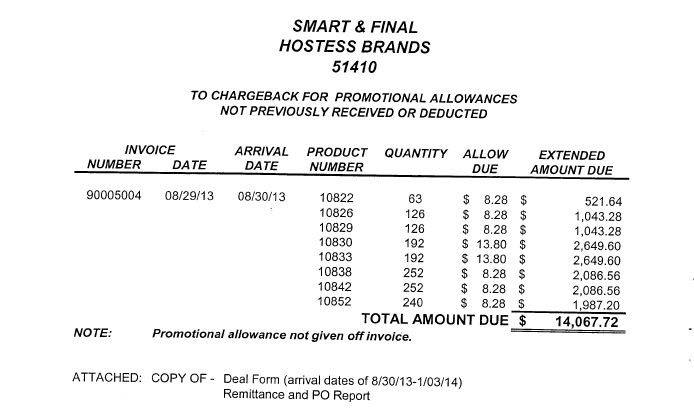 SMART & FINAL
HOSTESS BRANDS
51410
TO CHARGEBACK FOR PROMOTIONAL ALLOWANCES
NOT PREVIOUSLY RECEIVED OR DEDUCTED
INVOICE ARRIVAL PRODUCT QUANTITY ALLOW EXTENDED
NUMBER DATE DATE NUMBER DUE AMOUNT DUE
90005004 08/29/13 08/30/13 10822 63 $ 8.28 $ 521.64
10826 126 $ 8.28 $ 1,043.28
10829 126 $ 8.28 $ 1,043.28
10830 192 $ 13.80 $ 2,649.60
10833 192 $ 13.80 $ 2,649.60
10838 252 $ 8.28 $ 2,086.56
10842 252 $ 8.28 $ 2,086.56
10852 240 $ 8.28 $ 1,987.20
TOTAL AMOUNT DUE $ 14,067.72
NOTE: Promotional allowance not given off invoice.
ATTACHED: COPY OF - Deal Form (arrival dates of 8/30/13-1/03/14)
Remittance and PO Report